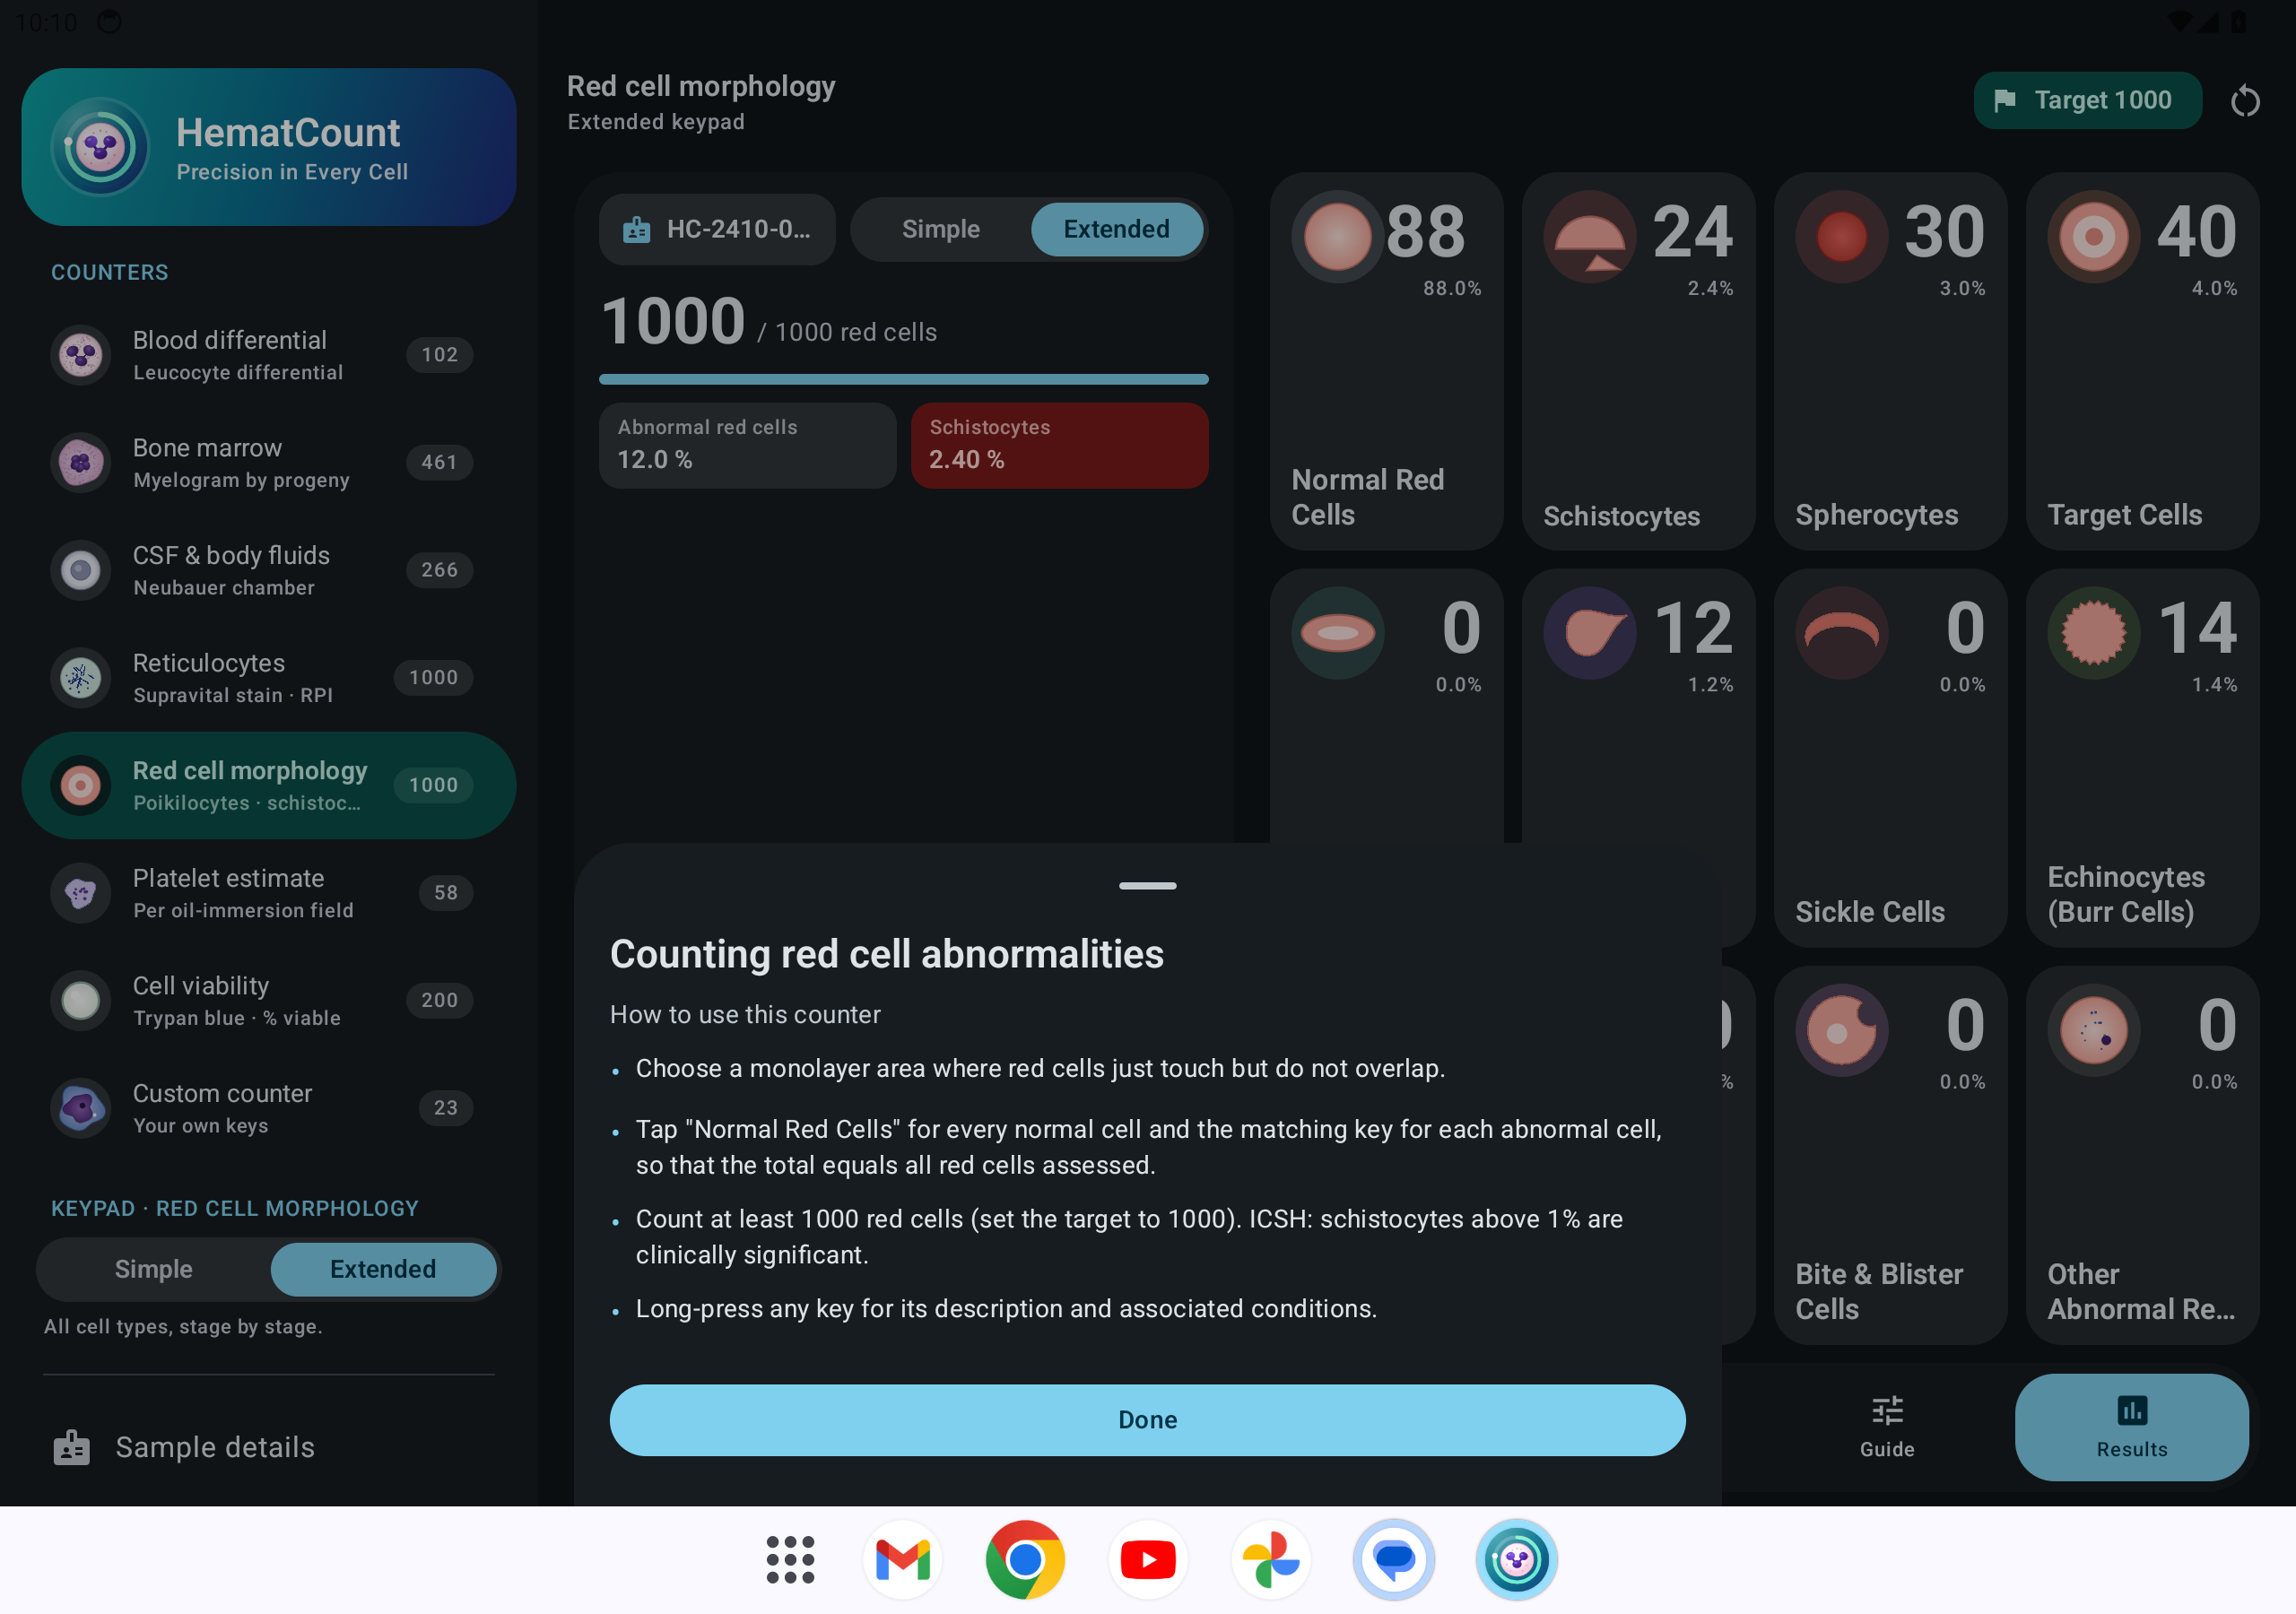 10:10
HematCount
Precision in Every Cell
COUNTERS
Blood differential
Leucocyte differential
102
Bone marrow
Myelogram by progeny
461
CSF & body fluids
Neubauer chamber
266
Reticulocytes
Supravital stain · RPI
1000
Red cell morphology
Poikilocytes · schistoc…
1000
Platelet estimate
Per oil-immersion field
58
Cell viability
Trypan blue · % viable
200
Custom counter
Your own keys
23
KEYPAD · RED CELL MORPHOLOGY
Simple
Extended
All cell types, stage by stage.
Sample details
Red cell morphology
Extended keypad
Target 1000
HC-2410-0…
Simple
Extended
1000 / 1000 red cells
Abnormal red cells
12.0 %
Schistocytes
2.40 %
88
88.0%
Normal Red
Cells
24
2.4%
Schistocytes
30
3.0%
Spherocytes
40
4.0%
Target Cells
0
0.0%
12
1.2%
0
0.0%
Sickle Cells
14
1.4%
Echinocytes
(Burr Cells)
%
0
0.0%
Bite & Blister
Cells
0
0.0%
Other
Abnormal Re…
Counting red cell abnormalities
How to use this counter
• Choose a monolayer area where red cells just touch but do not overlap.
• Tap "Normal Red Cells" for every normal cell and the matching key for each abnormal cell,
so that the total equals all red cells assessed.
• Count at least 1000 red cells (set the target to 1000). ICSH: schistocytes above 1% are
clinically significant.
• Long-press any key for its description and associated conditions.
Done
Guide
Results